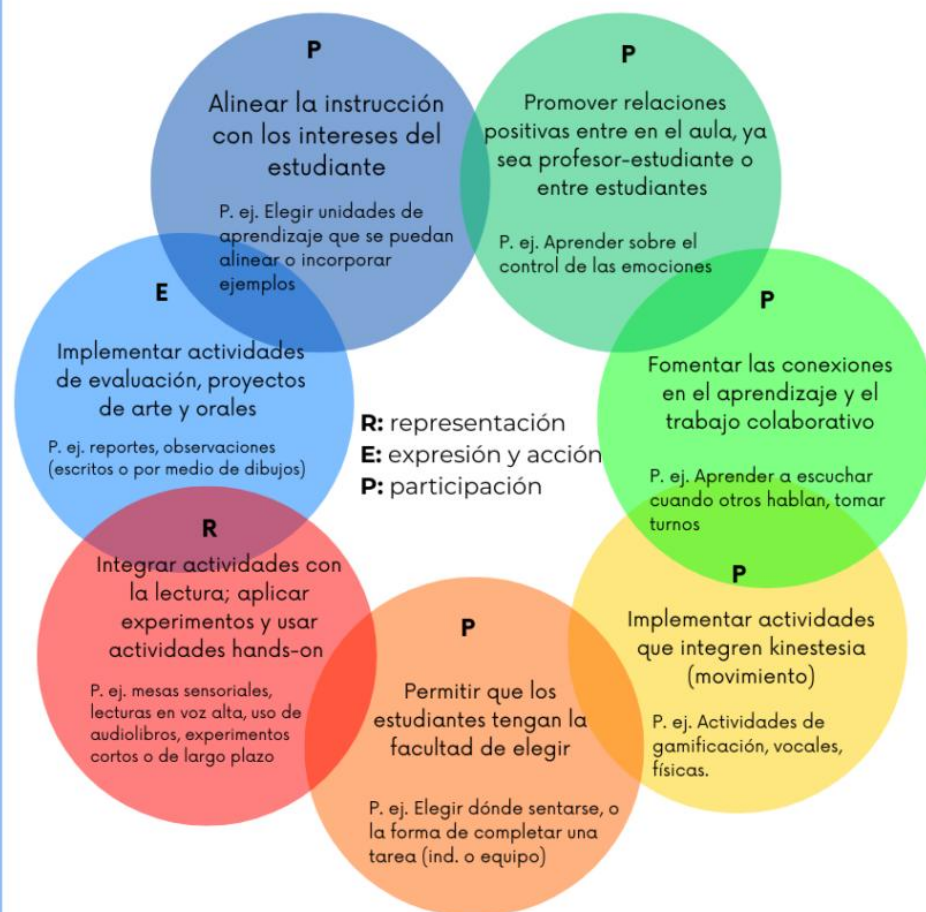 P
Alinear la instrucción
con los intereses del
estudiante
P. ej. Elegir unidades de
aprendizaje que se puedan
alinear o incorporar
ejemplos
P
Promover relaciones
positivas entre en el aula, ya
sea profesor-estudiante o
entre estudiantes
P. ej. Aprender sobre el
control de las emociones
P
Fomentar las conexiones
en el aprendizaje y el
trabajo colaborativo
P. ej. Aprender a escuchar
cuando otros hablan, tomar
turnos
P
Implementar actividades
que integren kinestesia
(movimiento)
P. ej. Actividades de
gamificación, vocales,
físicas.
P
Permitir que los
estudiantes tengan la
facultad de elegir
P. ej. Elegir dónde sentarse, o
la forma de completar una
tarea (ind. o equipo)
R
Integrar actividades con
la lectura; aplicar
experimentos y usar
actividades hands-on
P. ej. mesas sensoriales,
lecturas en voz alta, uso de
audiolibros, experimentos
cortos o de largo plazo
E
Implementar actividades
de evaluación, proyectos
de arte y orales
P. ej. reportes, observaciones
(escritos o por medio de dibujos)
R: representación
E: expresión y acción
P: participación